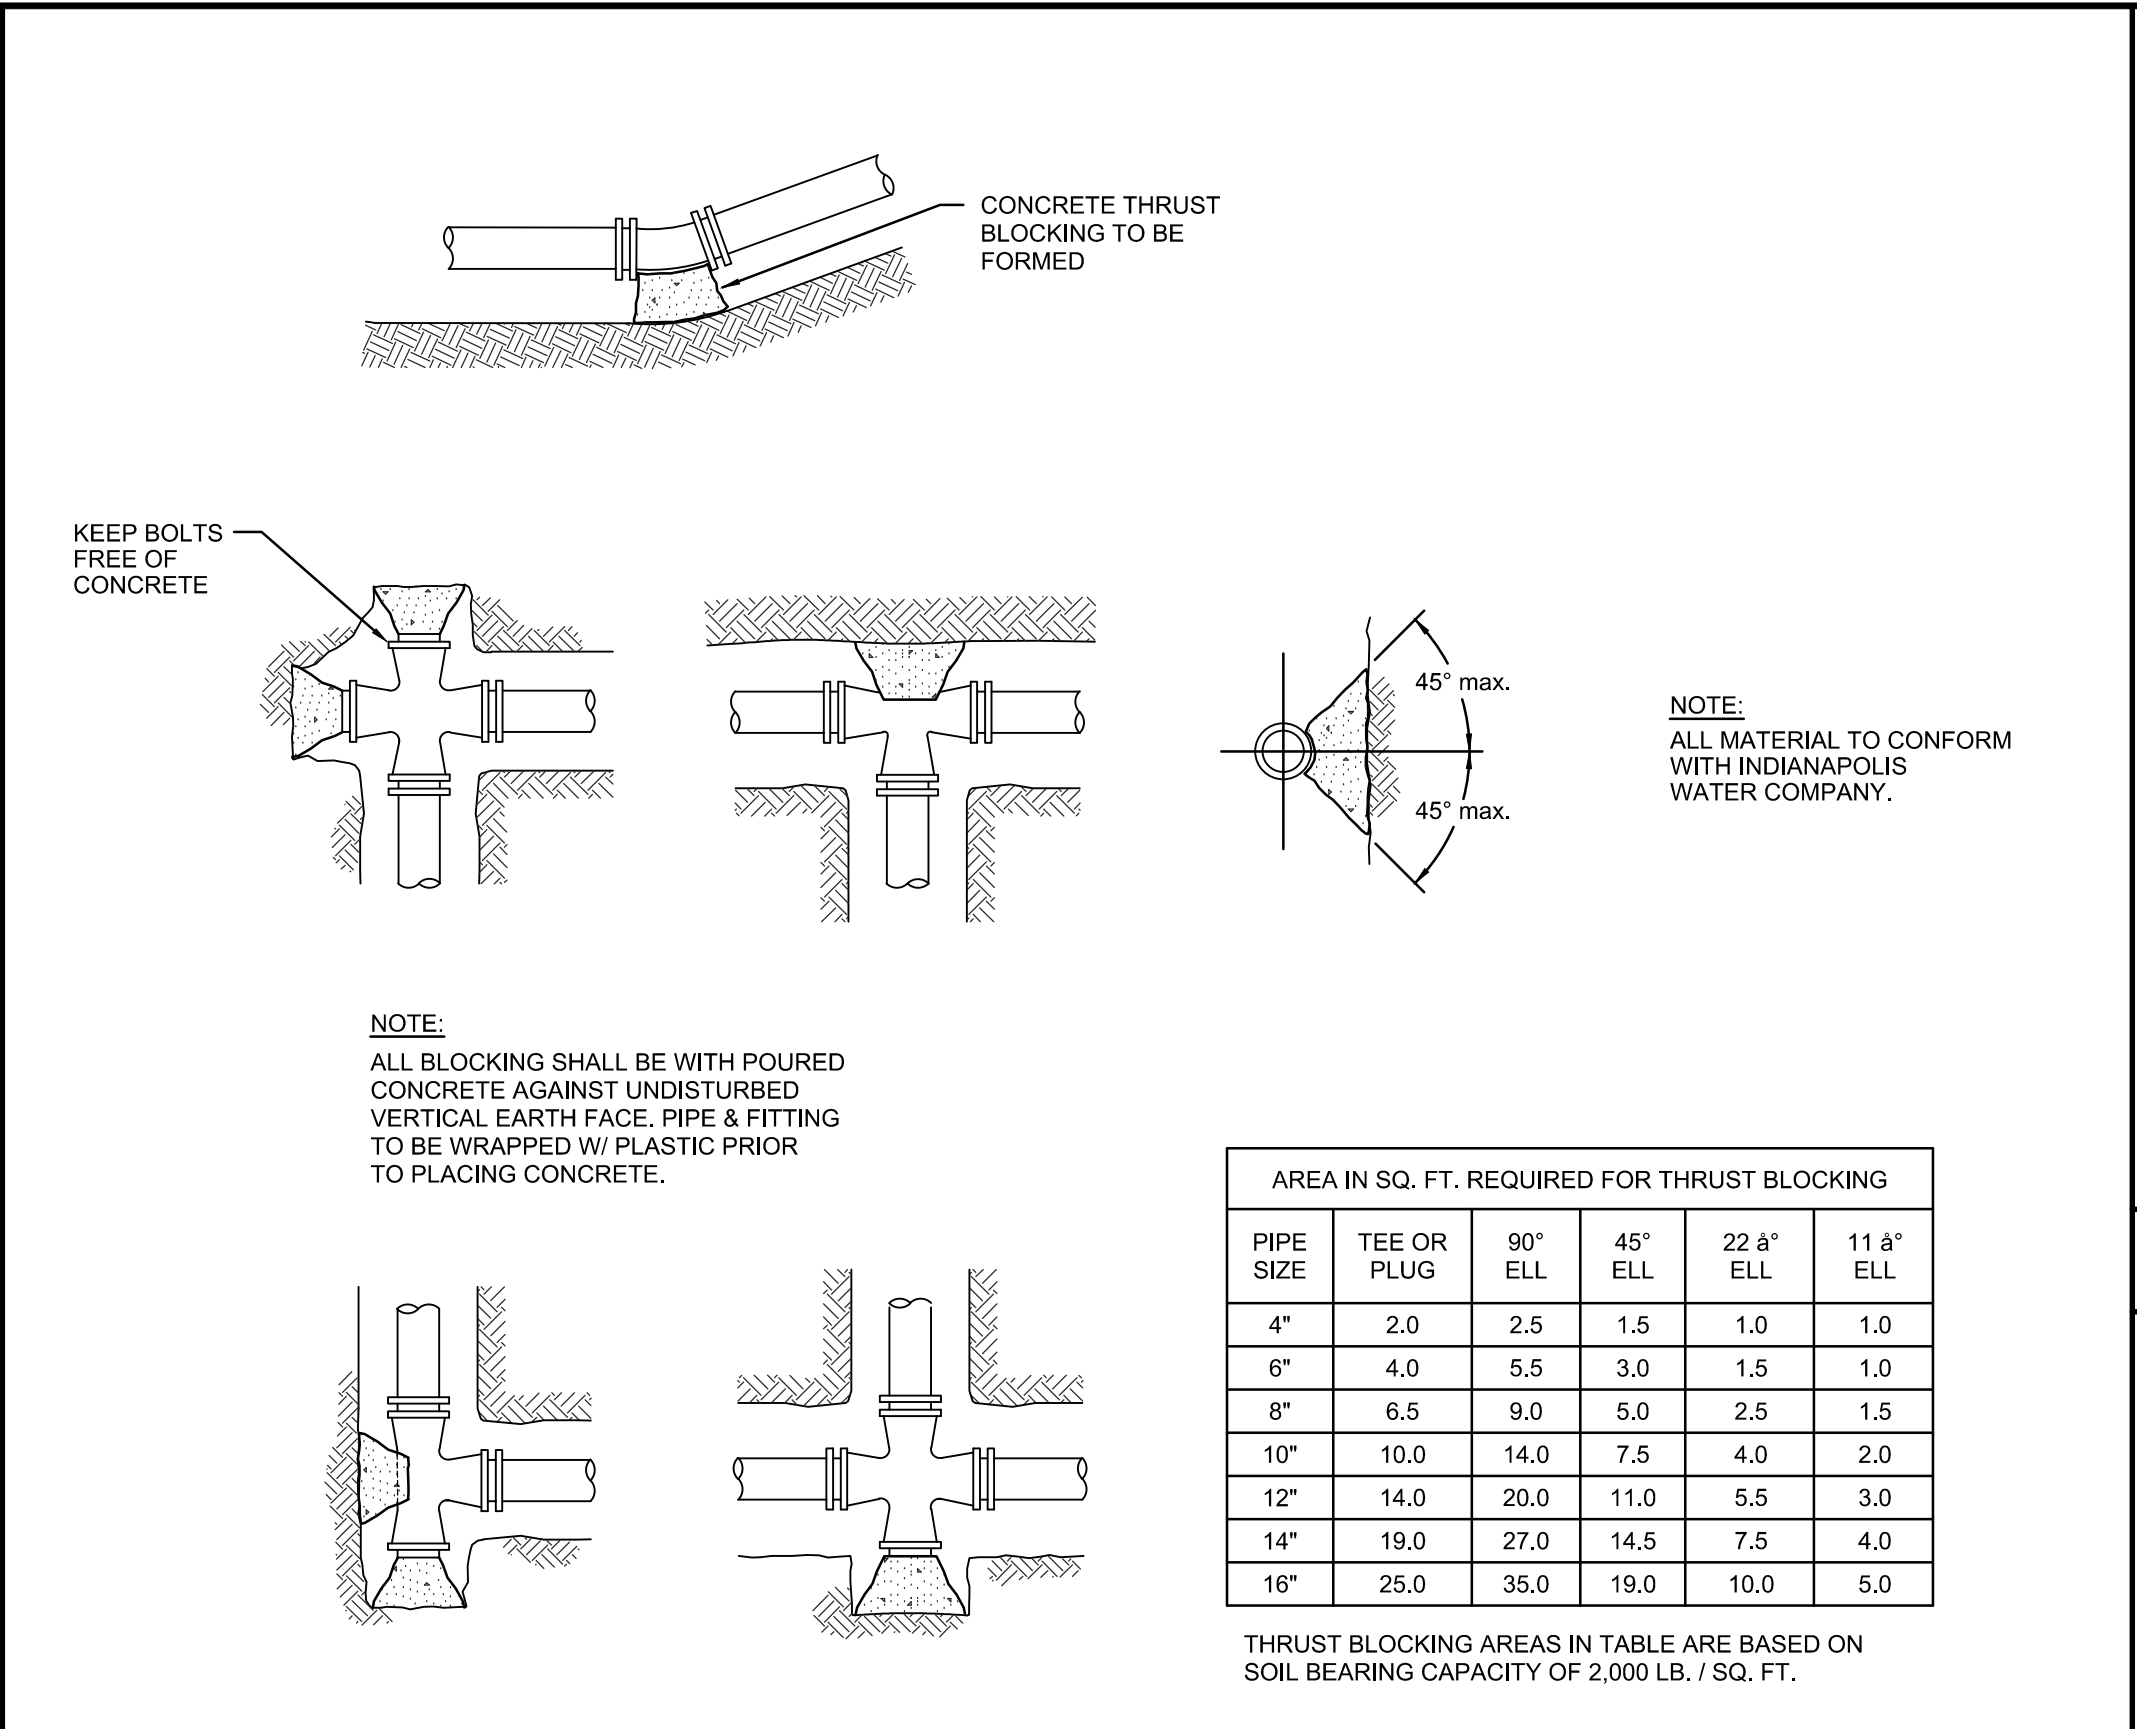 CONCRETE THRUST
BLOCKING TO BE
FORMED
KEEP BOLTS
FREE OF
CONCRETE
45° max.
45° max.
NOTE:
ALL MATERIAL TO CONFORM
WITH INDIANAPOLIS
WATER COMPANY.
NOTE:
ALL BLOCKING SHALL BE WITH POURED
CONCRETE AGAINST UNDISTURBED
VERTICAL EARTH FACE. PIPE & FITTING
TO BE WRAPPED W/ PLASTIC PRIOR
TO PLACING CONCRETE.
AREA IN SQ. FT. REQUIRED FOR THRUST BLOCKING
PIPE TEE OR 90° 45° 22 å° 11 å°
SIZE PLUG ELL ELL ELL ELL
4" 2.0 2.5 1.5 1.0 1.0
6" 4.0 5.5 3.0 1.5 1.0
8" 6.5 9.0 5.0 2.5 1.5
10" 10.0 14.0 7.5 4.0 2.0
12" 14.0 20.0 11.0 5.5 3.0
14" 19.0 27.0 14.5 7.5 4.0
16" 25.0 35.0 19.0 10.0 5.0
THRUST BLOCKING AREAS IN TABLE ARE BASED ON
SOIL BEARING CAPACITY OF 2,000 LB. / SQ. FT.